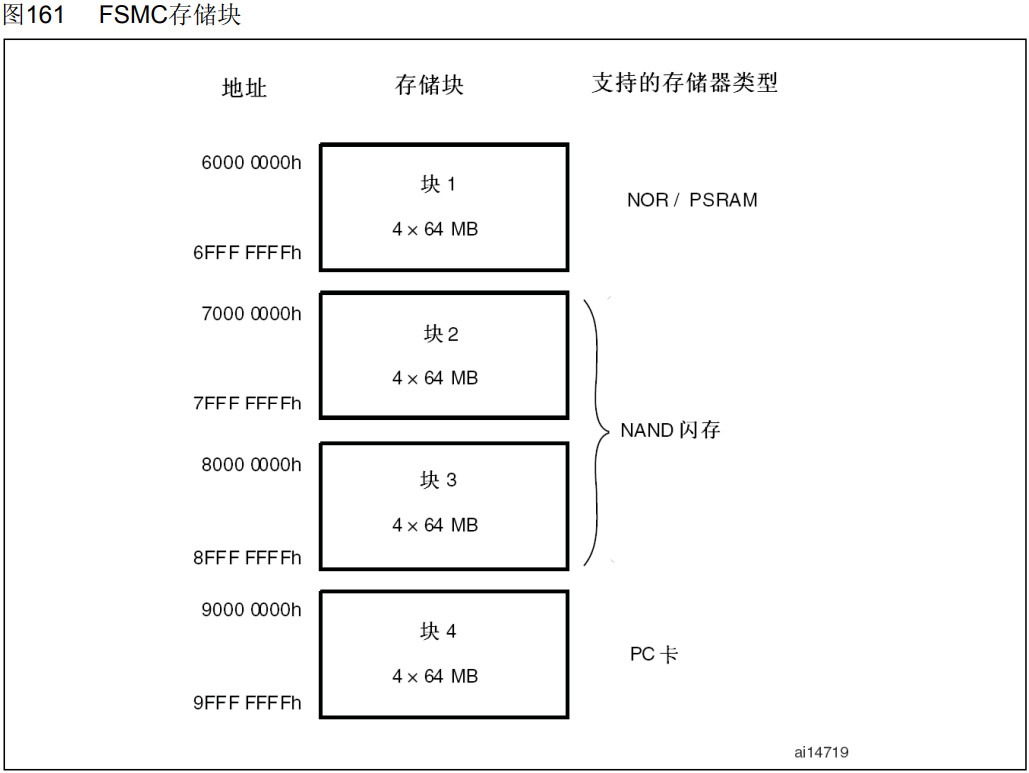 图161 FSMC存储块
地址 存储块 支持的存储器类型
6000 0000h
块 1
NOR / PSRAM
4 × 64 MB
6FFF FFFFh
7000 0000h
块 2
4 × 64 MB
7FFF FFFFh
NAND 闪存
8000 0000h
块 3
4 × 64 MB
8FFF FFFFh
9000 0000h
块 4
PC 卡
4 × 64 MB
9FFF FFFFh
ai14719